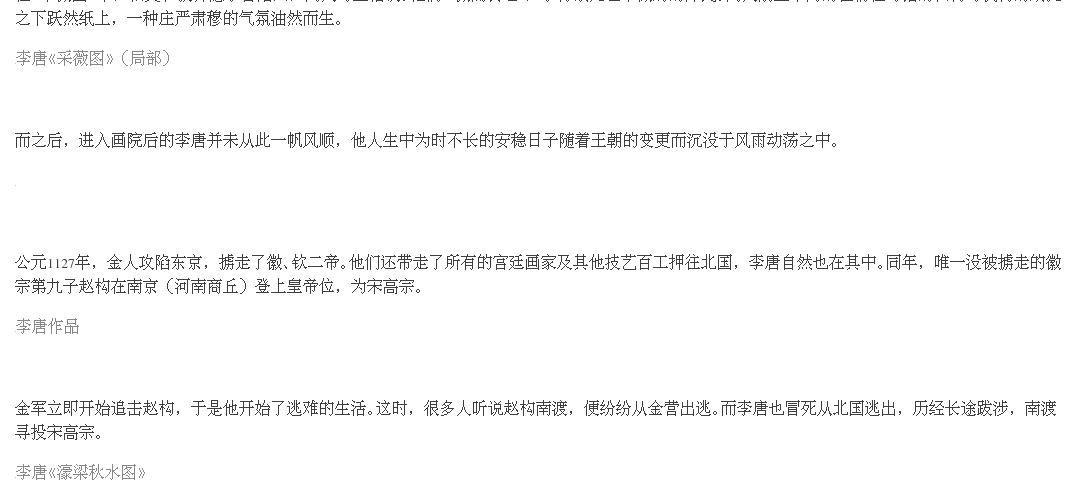 之下跃然纸上，一种庄严肃穆的气氛油然而生。
李唐《采薇图》（局部）
而之后，进入画院后的李唐并未从此一帆风顺，他人生中为时不长的安稳日子随着王朝的变更而沉没于风雨动荡之中。
公元1127年，金人攻陷东京，掳走了徽、钦二帝。他们还带走了所有的宫廷画家及其他技艺百工押往北国，李唐自然也在其中。同年，唯一没被掳走的徽
宗第九子赵构在南京（河南商丘）登上皇帝位，为宋高宗。
李唐作品
金军立即开始追击赵构，于是他开始了逃难的生活。这时，很多人听说赵构南渡，便纷纷从金营出逃。而李唐也冒死从北国逃出，历经长途跋涉，南渡
寻投宋高宗。
李唐《濠梁秋水图》